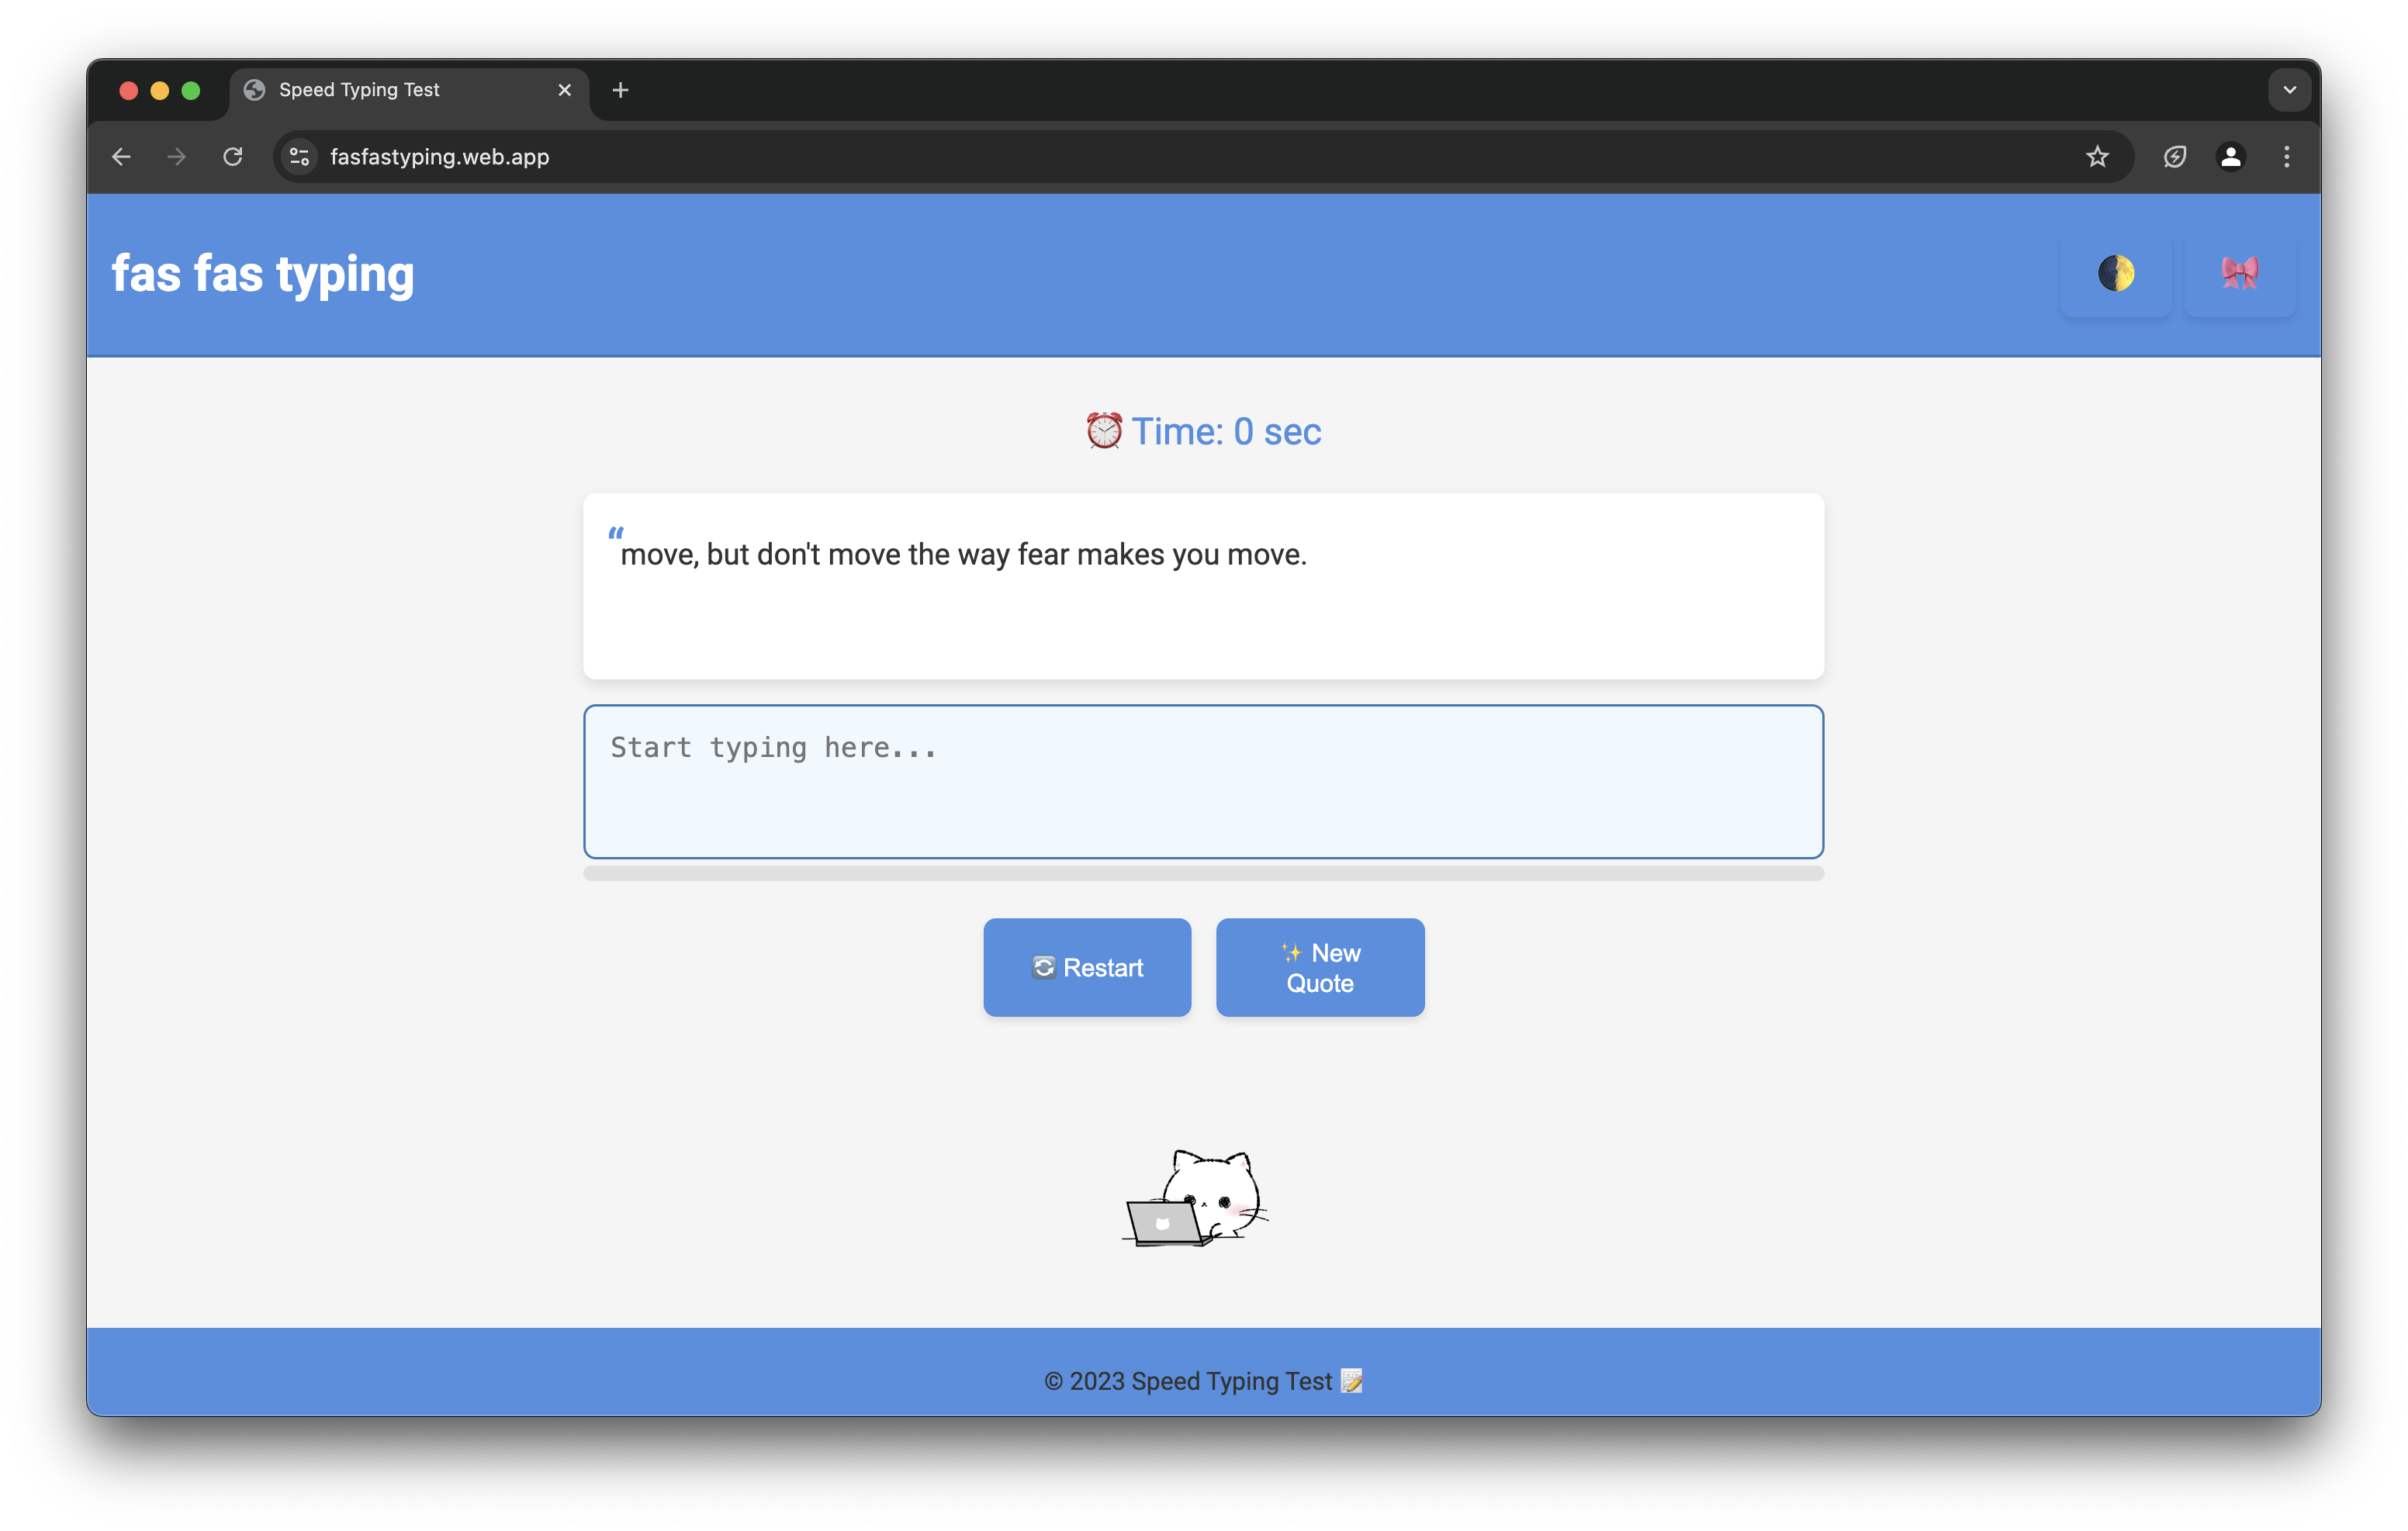 Speed Typing Test
fasfastyping.web.app
fas fas typing
⏰ Time: 0 sec
“move, but don't move the way fear makes you move.
Start typing here...
🔄 Restart
✨ New
Quote
© 2023 Speed Typing Test 📝